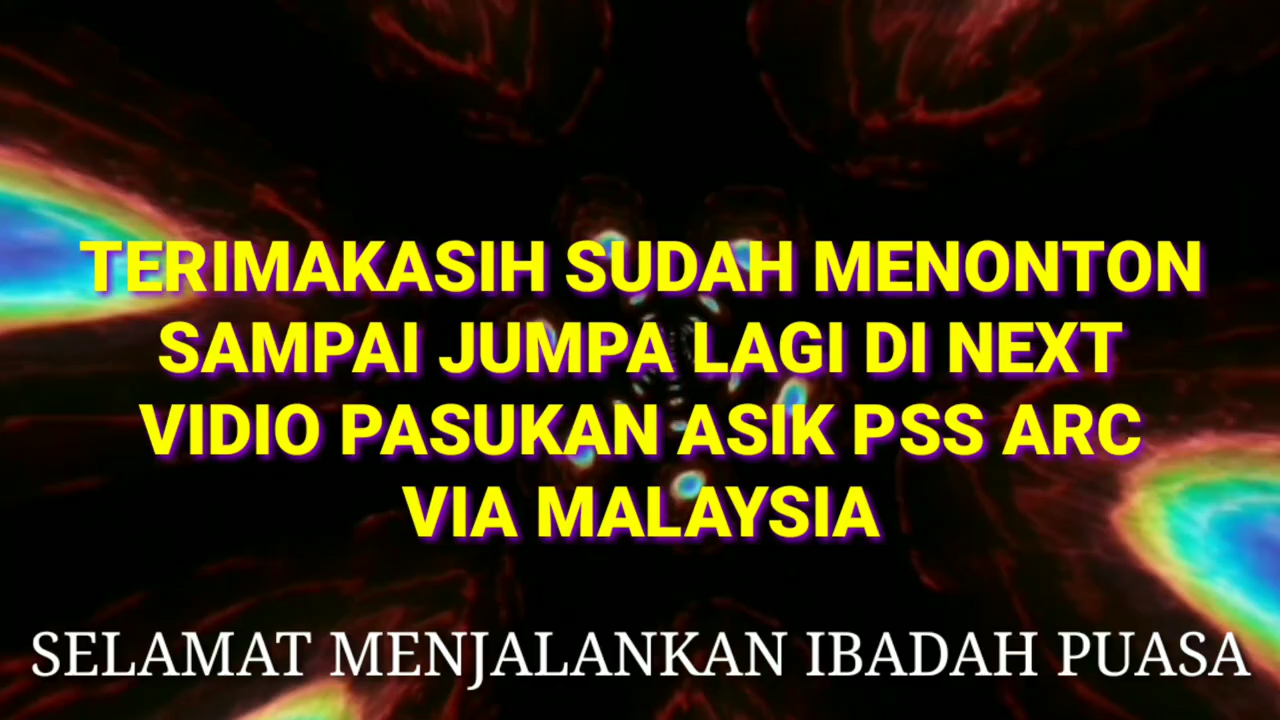 TERIMAKASIH SUDAH MENONTON
SAMPAI JUMPA LAGI DI NEXT
VIDIO PASUKAN ASIK PSS ARC
VIA MALAYSIA
SELAMAT MENJALANKAN IBADAH PUASA